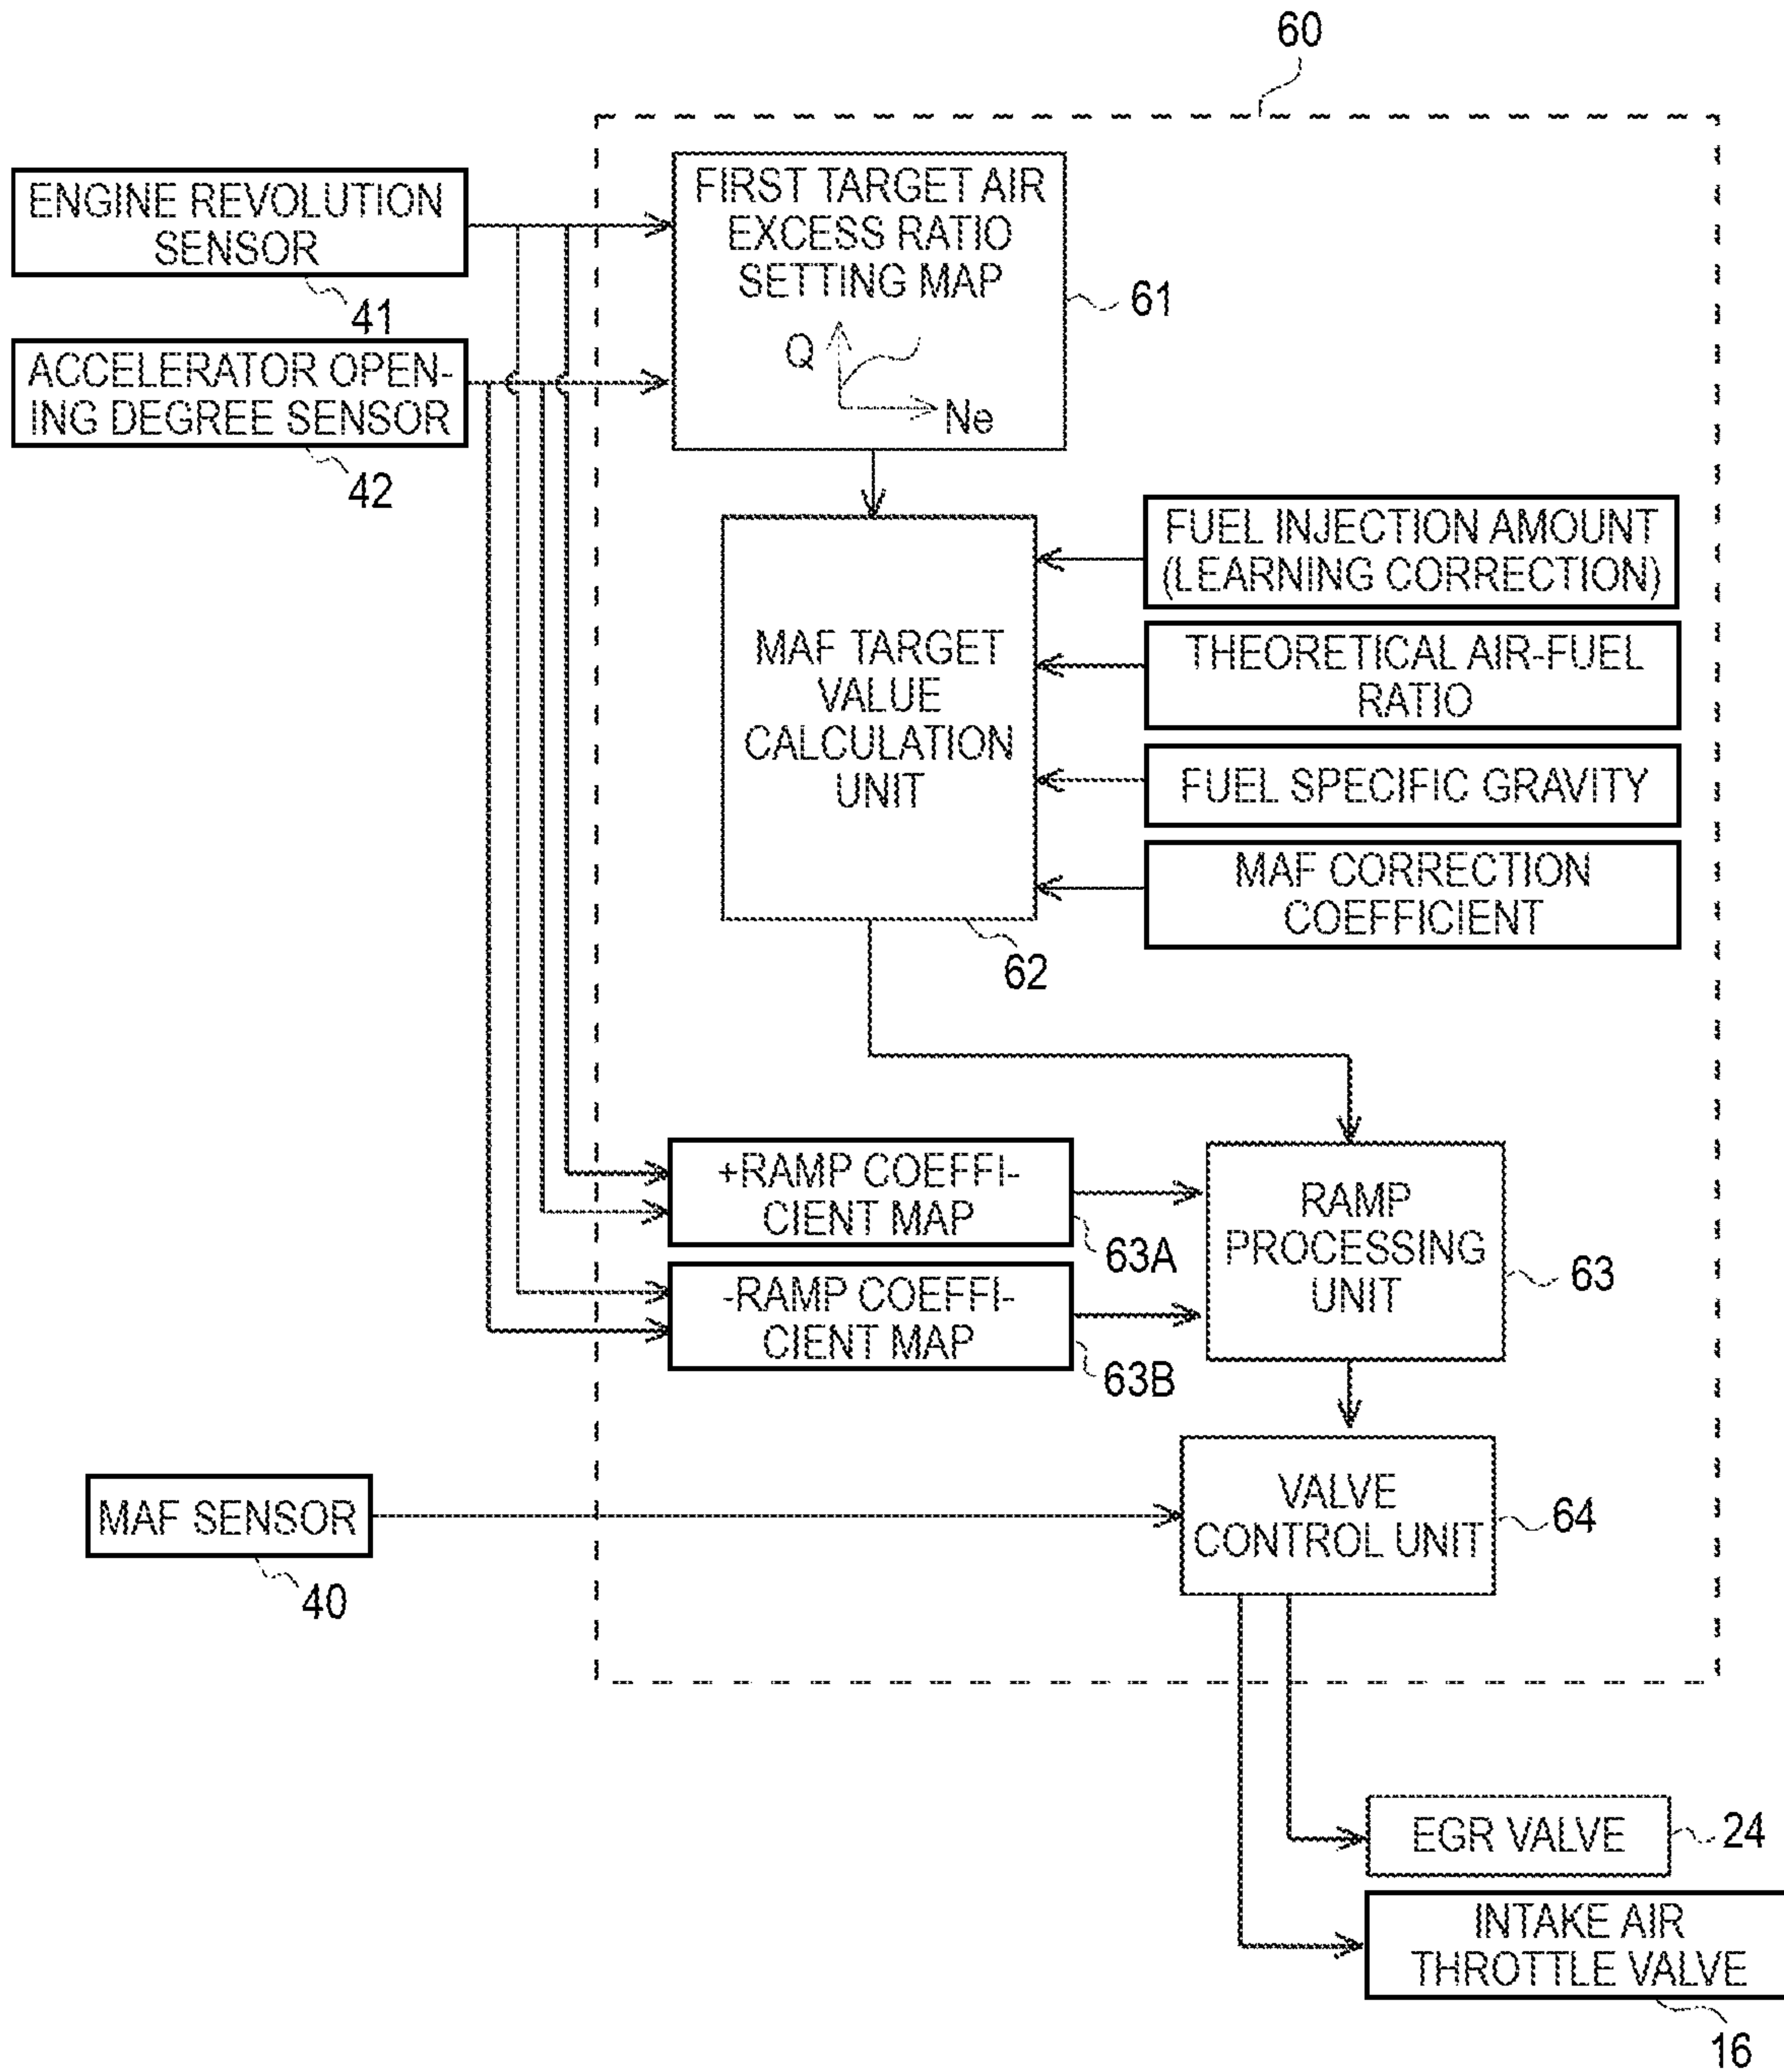 60
ENGINE REVOLUTION
SENSOR
41
ACCELERATOR OPEN-
ING DEGREE SENSOR
42
FIRST TARGET AIR
EXCESS RATIO
SETTING MAP
Q
Ne
61
MAF TARGET
VALUE
CALCULATION
UNIT
62
FUEL INJECTION AMOUNT
(LEARNING CORRECTION)
THEORETICAL AIR-FUEL
RATIO
FUEL SPECIFIC GRAVITY
MAF CORRECTION
COEFFICIENT
+RAMP COEFFI-
CIENT MAP
63A
-RAMP COEFFI-
CIENT MAP
63B
RAMP
PROCESSING
UNIT
63
MAF SENSOR
40
VALVE
CONTROL UNIT
64
EGR VALVE
24
INTAKE AIR
THROTTLE VALVE
16